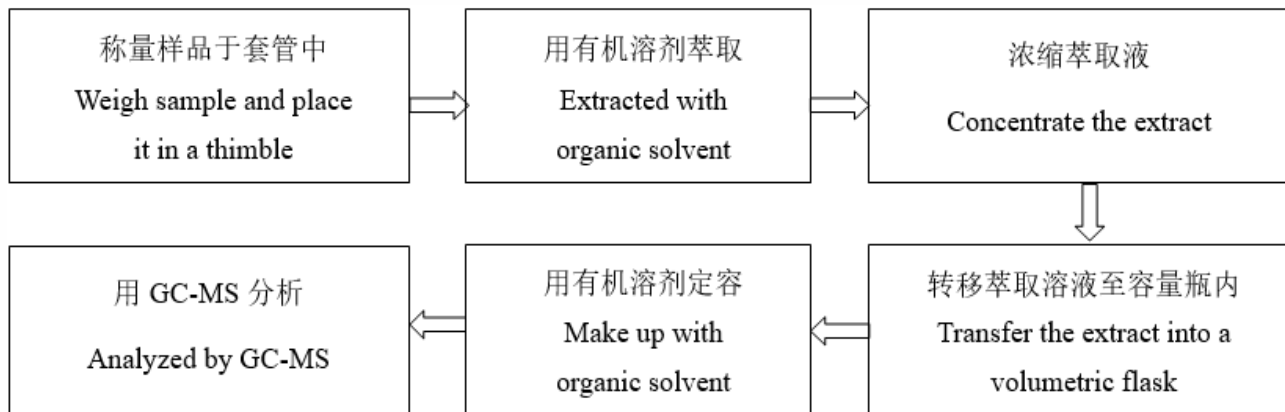 称量样品于套管中
Weigh sample and place
it in a thimble
用有机溶剂萃取
Extracted with
organic solvent
浓缩萃取液
Concentrate the extract
转移萃取溶液至容量瓶内
Transfer the extract into a
volumetric flask
用有机溶剂定容
Make up with
organic solvent
用 GC-MS 分析
Analyzed by GC-MS